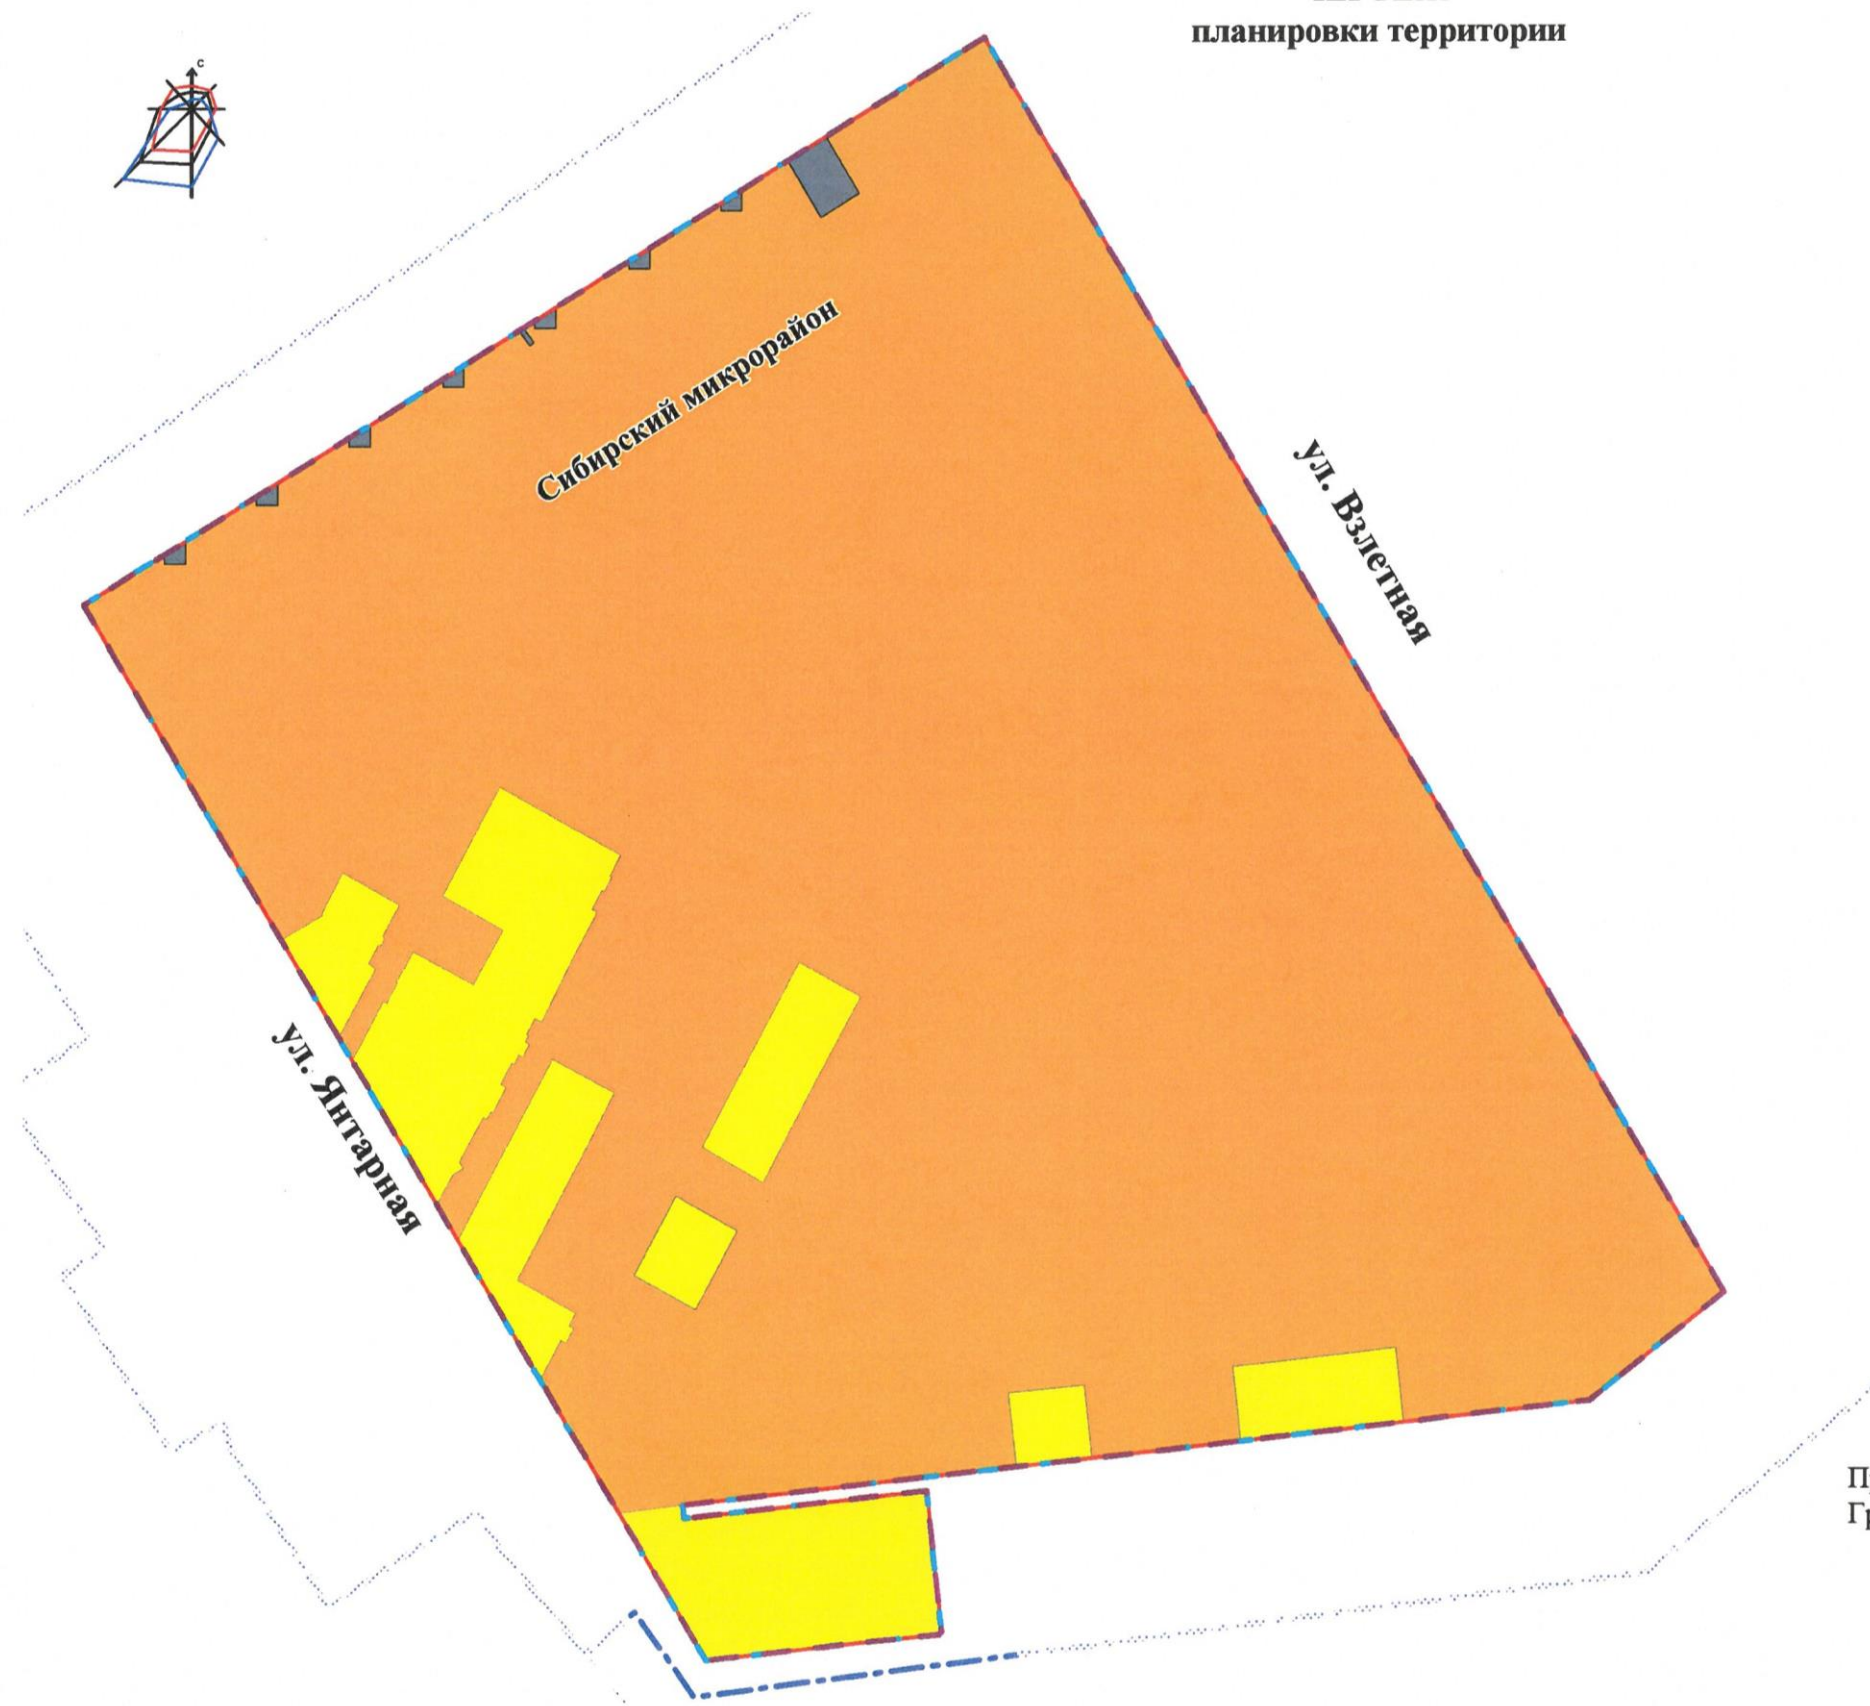 планировки территории
с
Сибирский микрорайон
ул. Взлетная
ул. Янтарная